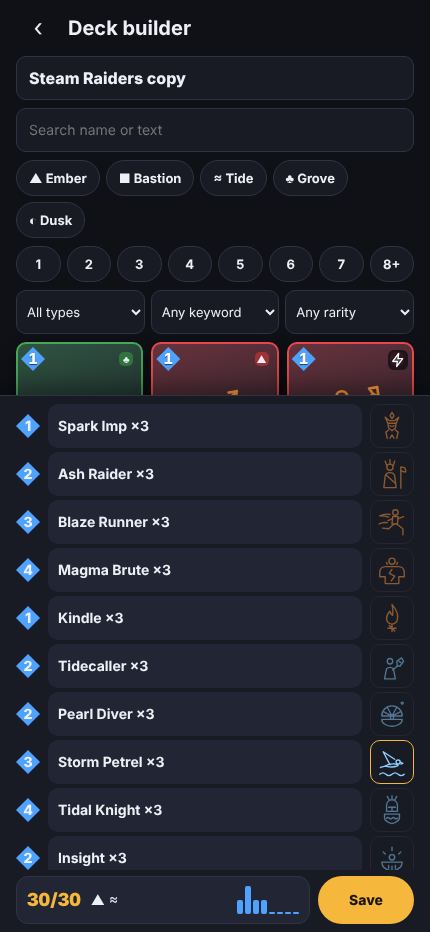 Deck builder
Steam Raiders copy
Search name or text
Ember Bastion Tide Grove
Dusk
1 2 3 4 5 6 7 8+
All types Any keyword Any rarity
1 1 1
1 Spark Imp ×3
2 Ash Raider ×3
3 Blaze Runner ×3
4 Magma Brute ×3
1 Kindle ×3
2 Tidecaller ×3
2 Pearl Diver ×3
3 Storm Petrel ×3
4 Tidal Knight ×3
2 Insight ×3
30/30 Save